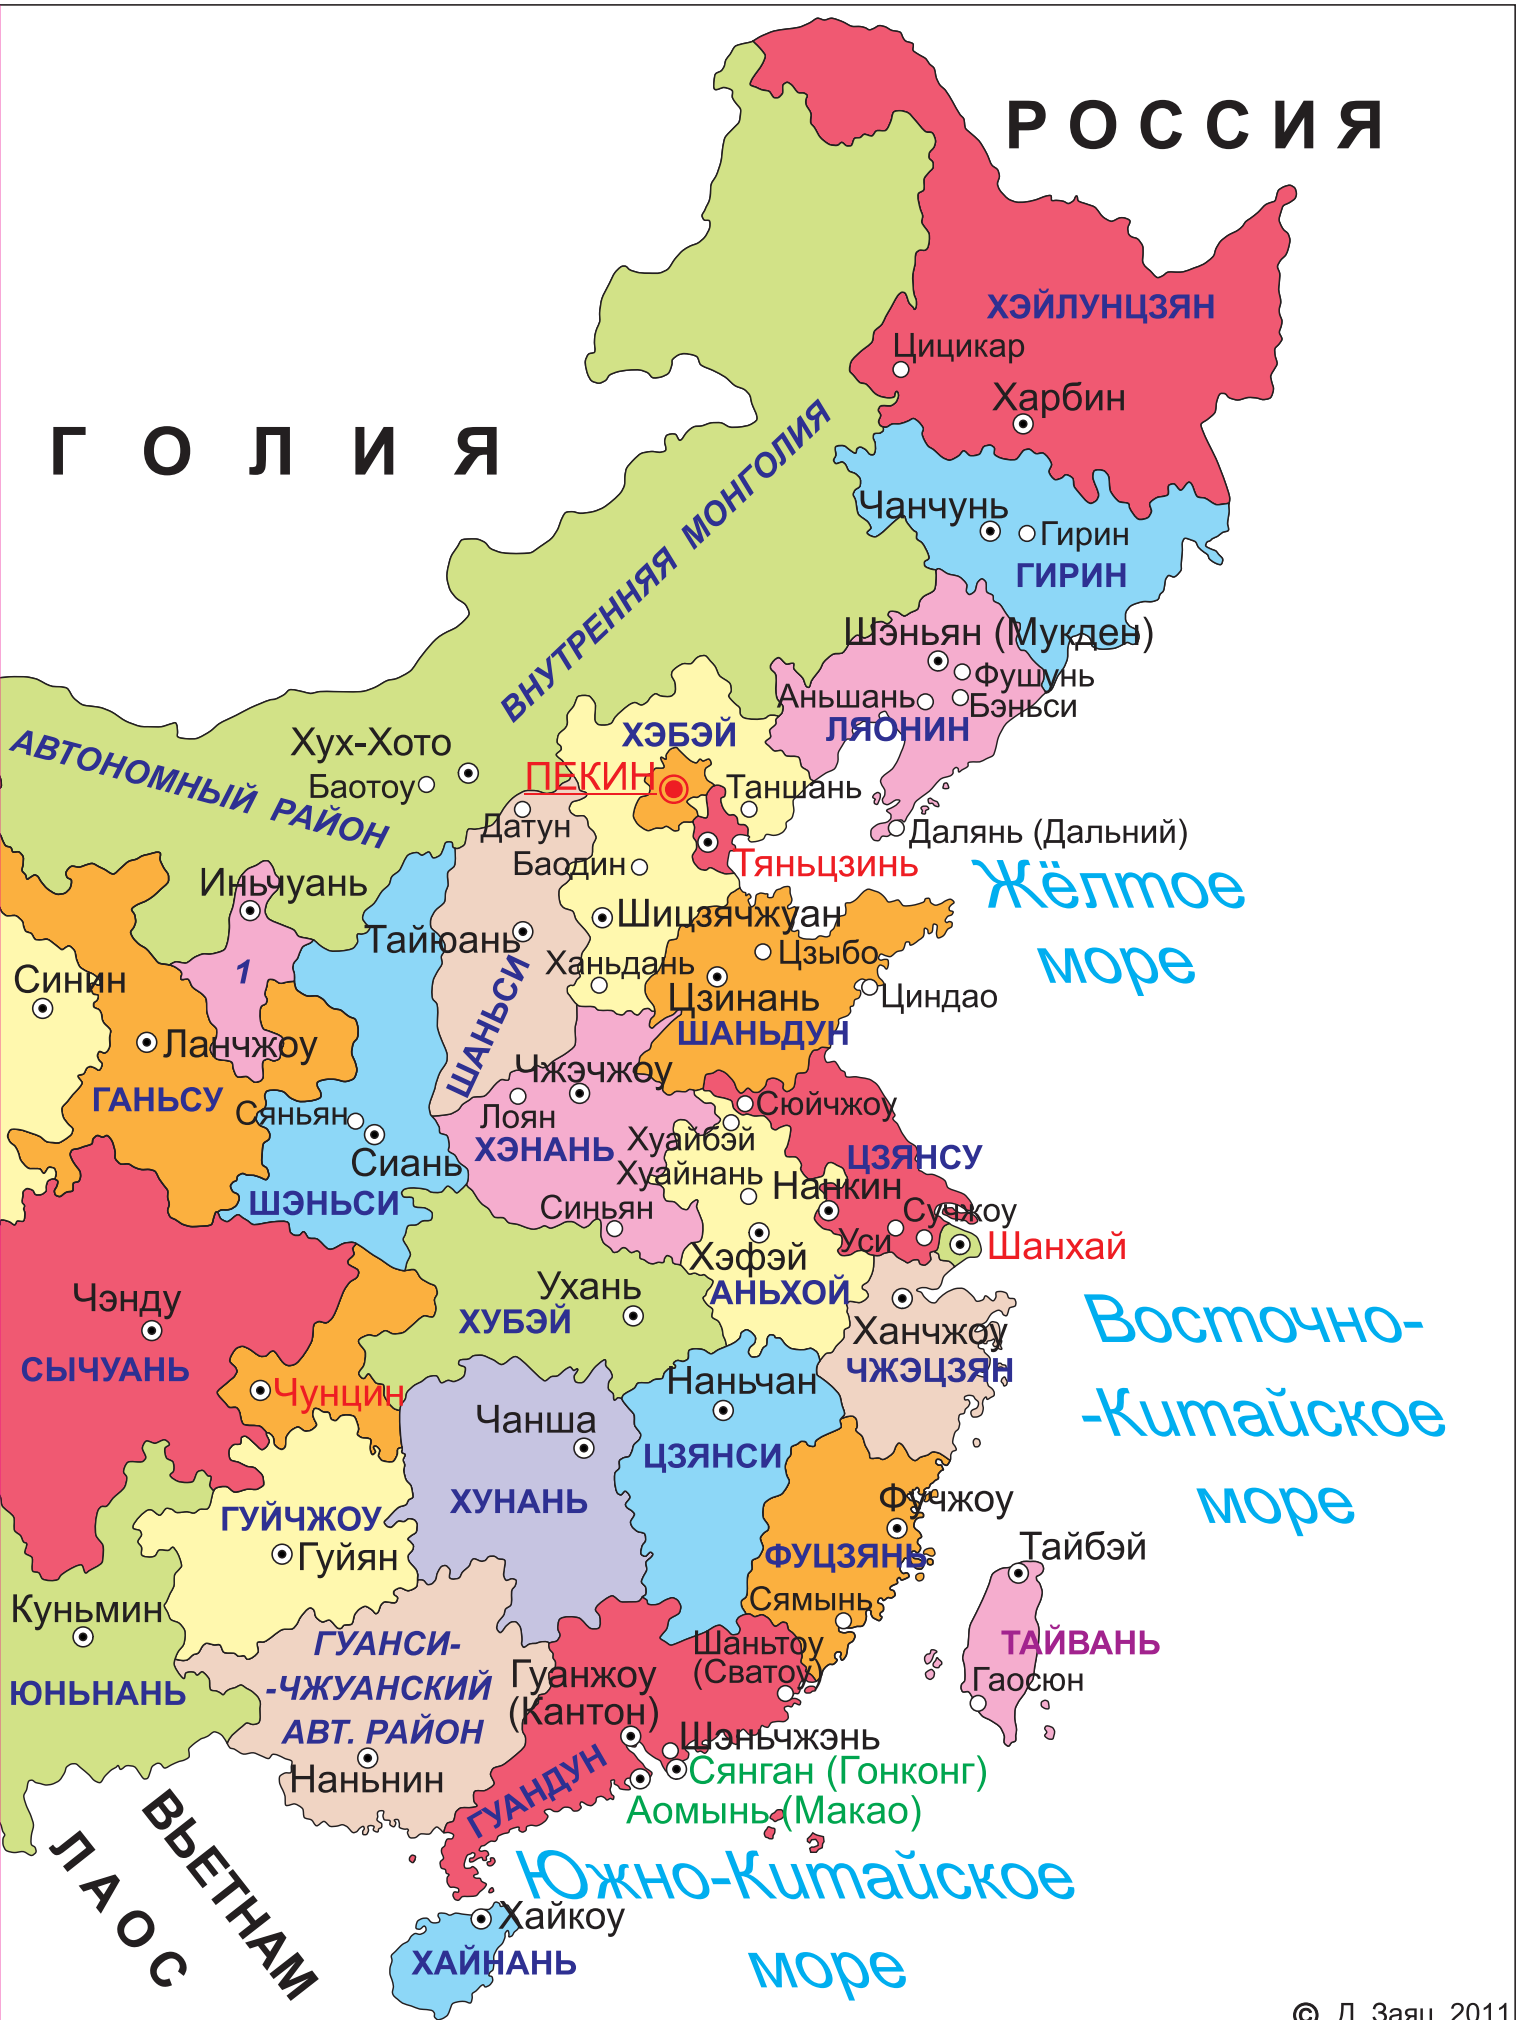 РОССИЯ
ХЭЙЛУНЦЗЯН
Цицикар
Харбин
ГОЛИЯ
ВНУТРЕННЯЯ МОНГОЛИЯ
Чанчунь
Гирин
ГИРИН
Шэньян (Мукден)
Фушунь
Аньшань
Бэньси
ЛЯОНИН
АВТОНОМНЫЙ РАЙОН
Хух-Хото
Баотоу
ХЭБЭЙ
ПЕКИН
Таншань
Датун
Далянь (Дальний)
Баодин
Тяньцзинь
Жёлтое
море
Иньчуань
Тайюань
Шицзячжуан
Цзыбо
Ханьдань
1
Синин
ШАНЬСИ
Цзинань
Циндао
ШАНЬДУН
Ланчжоу
Чжэчжоу
ГАНЬСУ
Сяньян
Лоян
Сюйчжоу
ХЭНАНЬ
Хуайбэй
Сиань
Хуайнань
ЦЗЯНСУ
Нанкин
ШЭНЬСИ
Синьян
Сучжоу
Уси
Шанхай
Хэфэй
АНЬХОЙ
Чэнду
Ухань
ХУБЭЙ
Ханчжоу
ЧЖЭЦЗЯН
Восточно-
-Китайское
море
СЫЧУАНЬ
Чунцин
Наньчан
Чанша
ЦЗЯНСИ
ХУНАНЬ
ГУЙЧЖОУ
Гуйян
Фучжоу
ФУЦЗЯНЬ
Тайбэй
Сямынь
Куньмин
ЮНЬНАНЬ
ГУАНСИ-
-ЧЖУАНСКИЙ
АВТ. РАЙОН
Наньнин
Гуанжоу
(Кантон)
Шаньтоу
(Сватоу)
ТАЙВАНЬ
Гаосюн
Шэньчжэнь
Сянган (Гонконг)
Аомынь (Макао)
ГУАНДУН
ВЬЕТНАМ
ЛАОС
Южно-Китайское
море
Хайкоу
ХАЙНАНЬ
© Д. Заяц, 2011